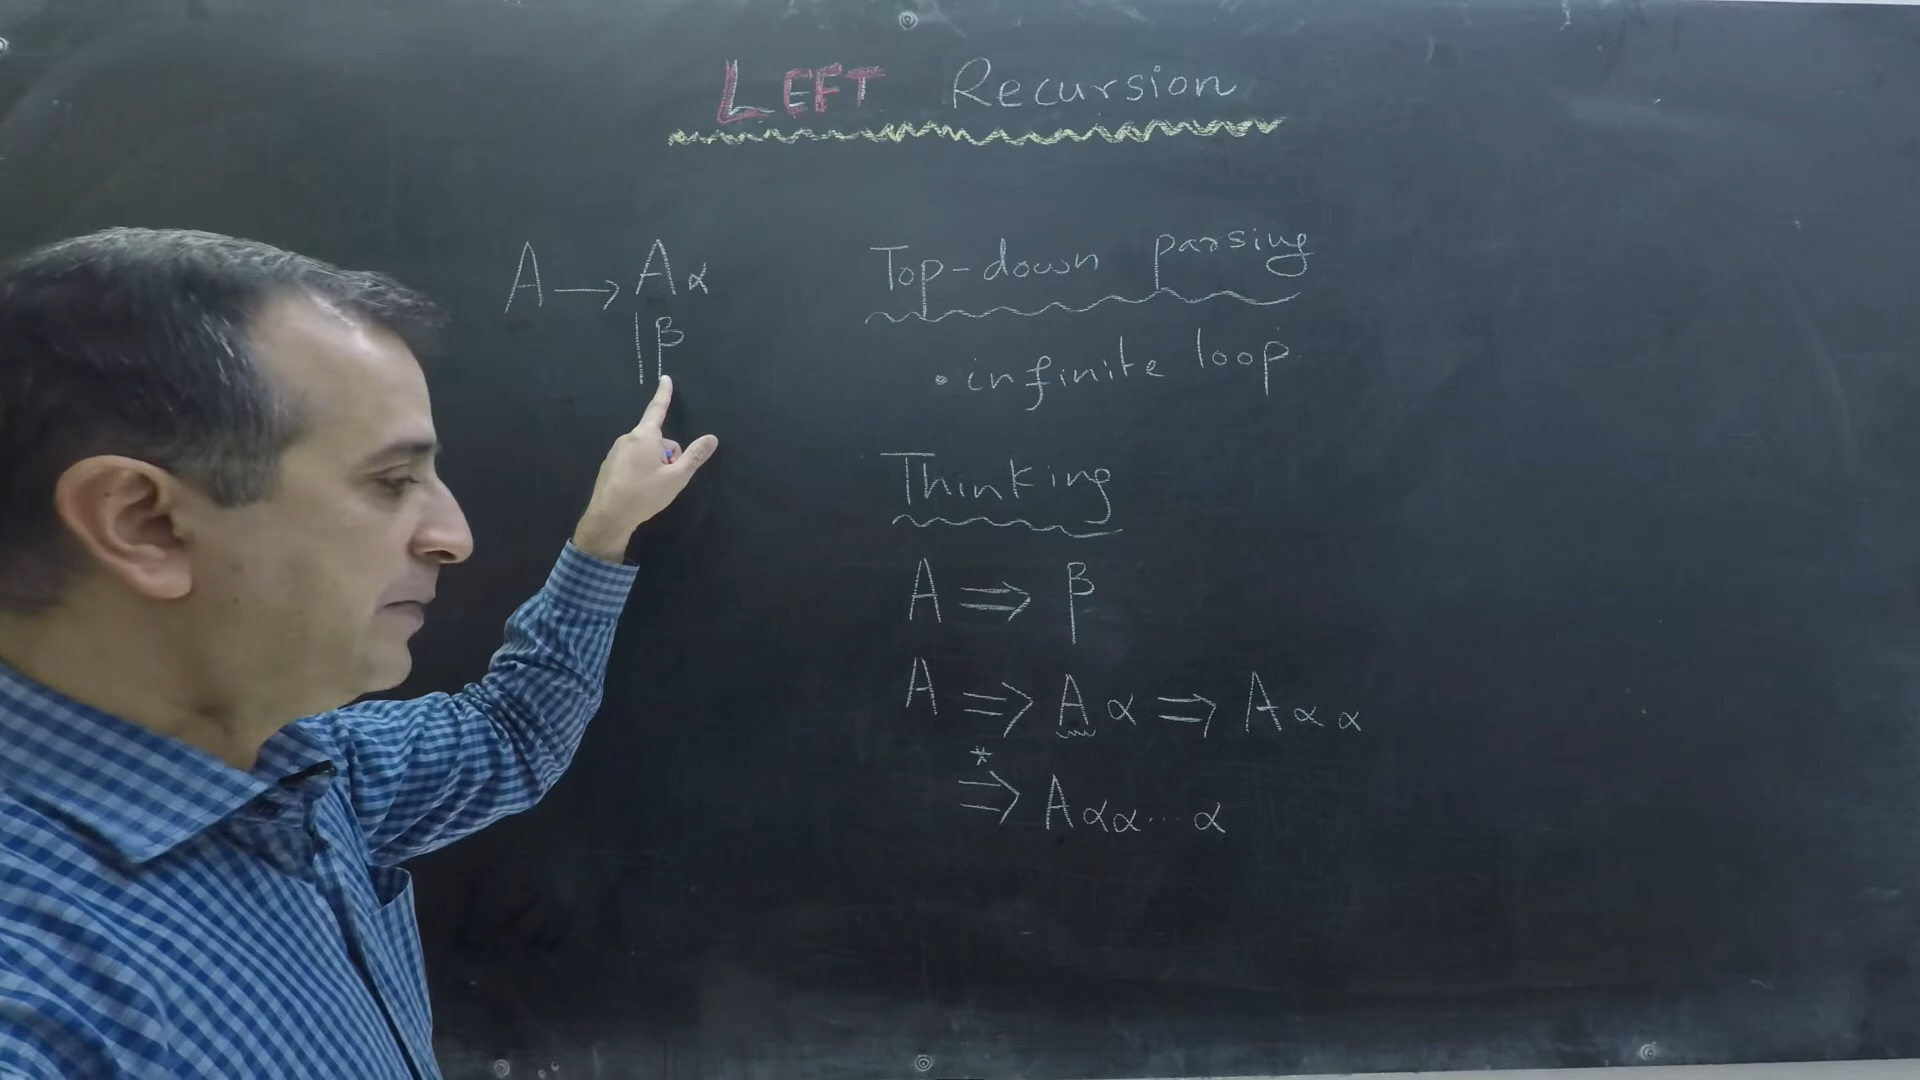 LEFT Recursion
A → Aα
|β
Top-down parsing
• infinite loop
Thinking
A ⇒ β
A ⇒ Aα ⇒ Aαα
⇒* Aαα...α